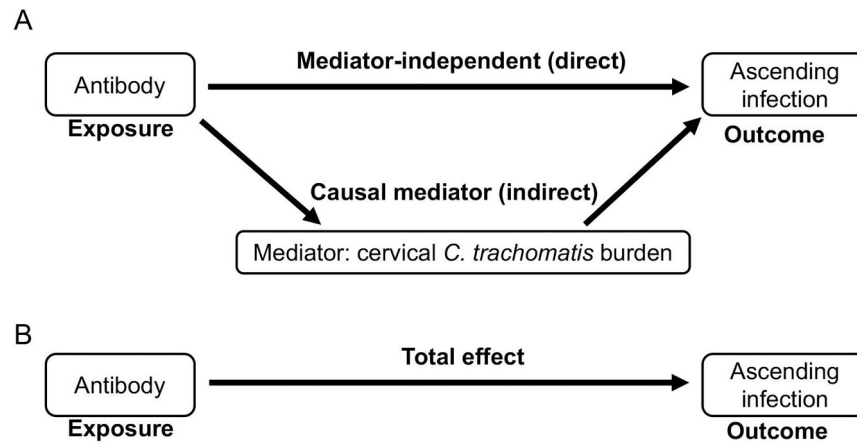 A
Mediator-independent (direct)
Antibody
Exposure
Ascending
infection
Outcome
Causal mediator (indirect)
Mediator: cervical C. trachomatis burden
B
Total effect
Antibody
Exposure
Ascending
infection
Outcome